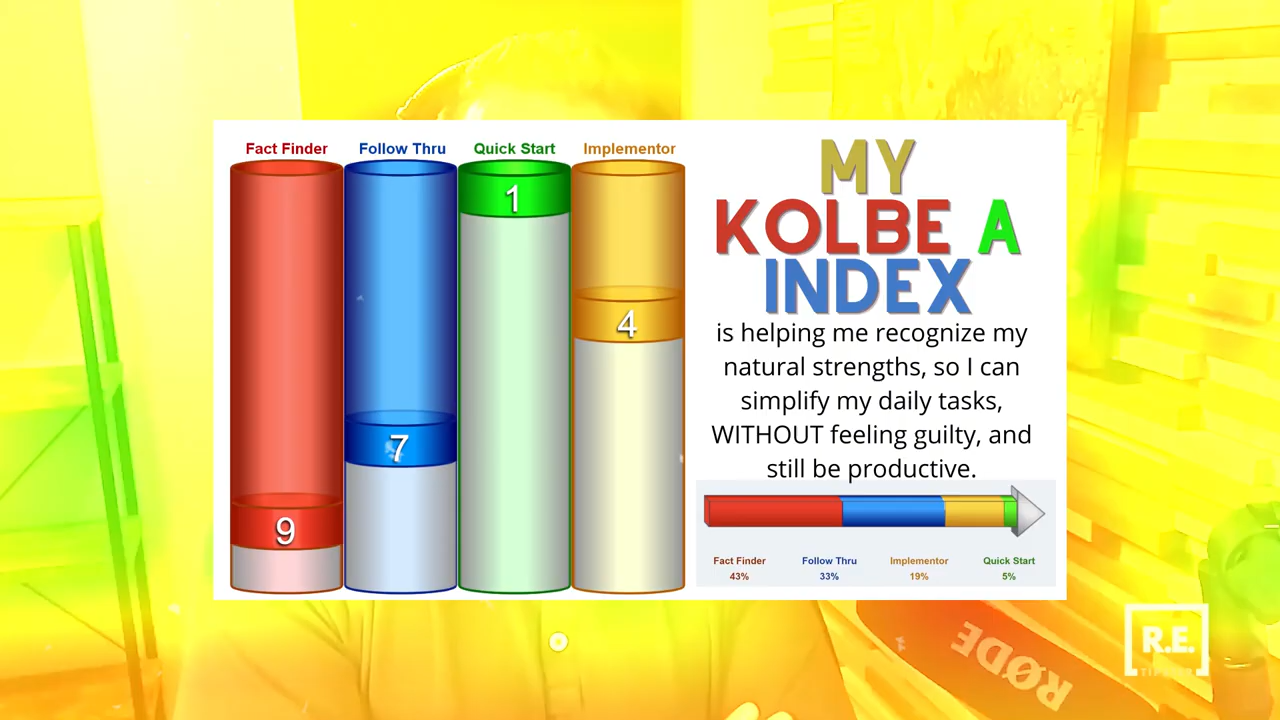 Fact Finder
Follow Thru
Quick Start
Implementor
9
7
1
4
MY
KOLBE A
INDEX
is helping me recognize my
natural strengths, so I can
simplify my daily tasks,
WITHOUT feeling guilty, and
still be productive.
Fact Finder
43%
Follow Thru
33%
Implementor
19%
Quick Start
5%
RØDE
R.E.